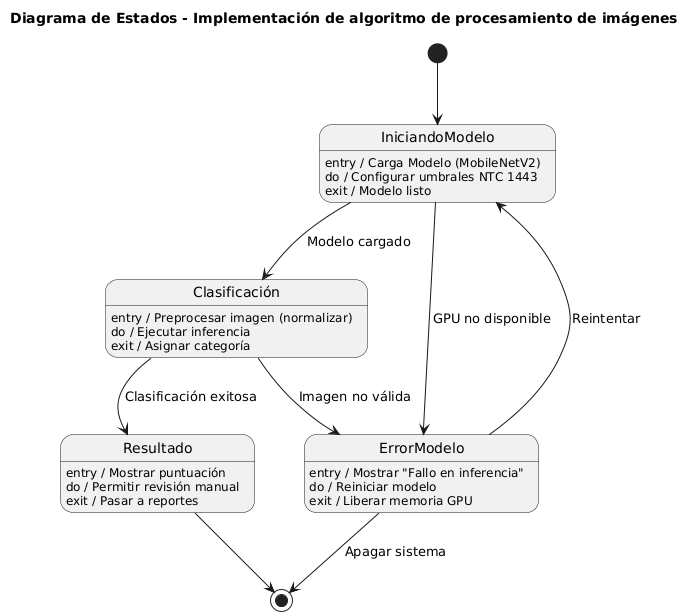 Diagrama de Estados - Implementación de algoritmo de procesamiento de imágenes
IniciandoModelo
entry / Carga Modelo (MobileNetV2)
do / Configurar umbrales NTC 1443
exit / Modelo listo
Modelo cargado
Clasificación
entry / Preprocesar imagen (normalizar)
do / Ejecutar inferencia
exit / Asignar categoría
GPU no disponible
Reintentar
Clasificación exitosa
Imagen no válida
Resultado
entry / Mostrar puntuación
do / Permitir revisión manual
exit / Pasar a reportes
ErrorModelo
entry / Mostrar "Fallo en inferencia"
do / Reiniciar modelo
exit / Liberar memoria GPU
Apagar sistema